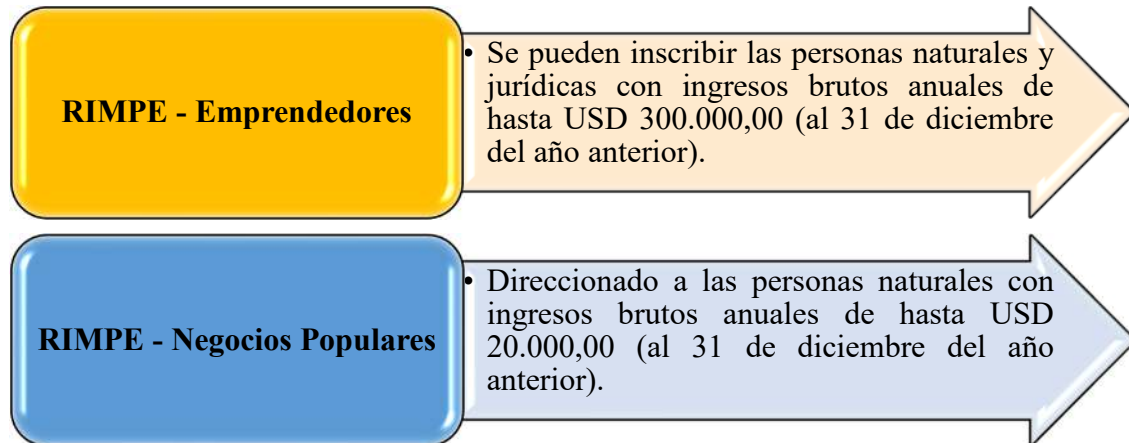 RIMPE - Emprendedores
• Se pueden inscribir las personas naturales y
jurídicas con ingresos brutos anuales de
hasta USD 300.000,00 (al 31 de diciembre
del año anterior).
RIMPE - Negocios Populares
• Direccionado a las personas naturales con
ingresos brutos anuales de hasta USD
20.000,00 (al 31 de diciembre del año
anterior).